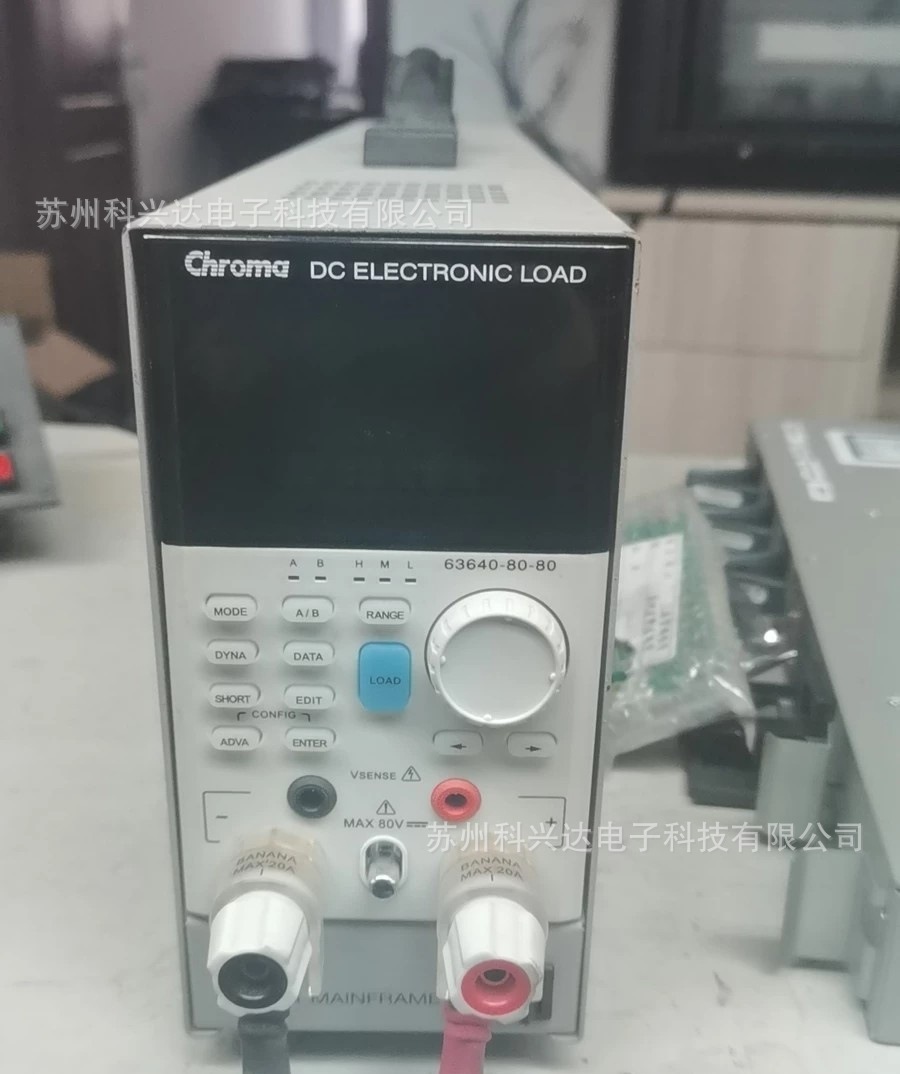 苏州科兴达电子科技有限公司
Chroma DC ELECTRONIC LOAD
A B H M L 63640-80-80
MODE A/B RANGE
DYNA DATA
LOAD
SHORT EDIT
CONFIG
ADVA ENTER
VSENSE
- +
MAX 80V
苏州科兴达电子科技有限公司
BANANA BANANA
MAX 20A MAX 20A
MAINFRAME